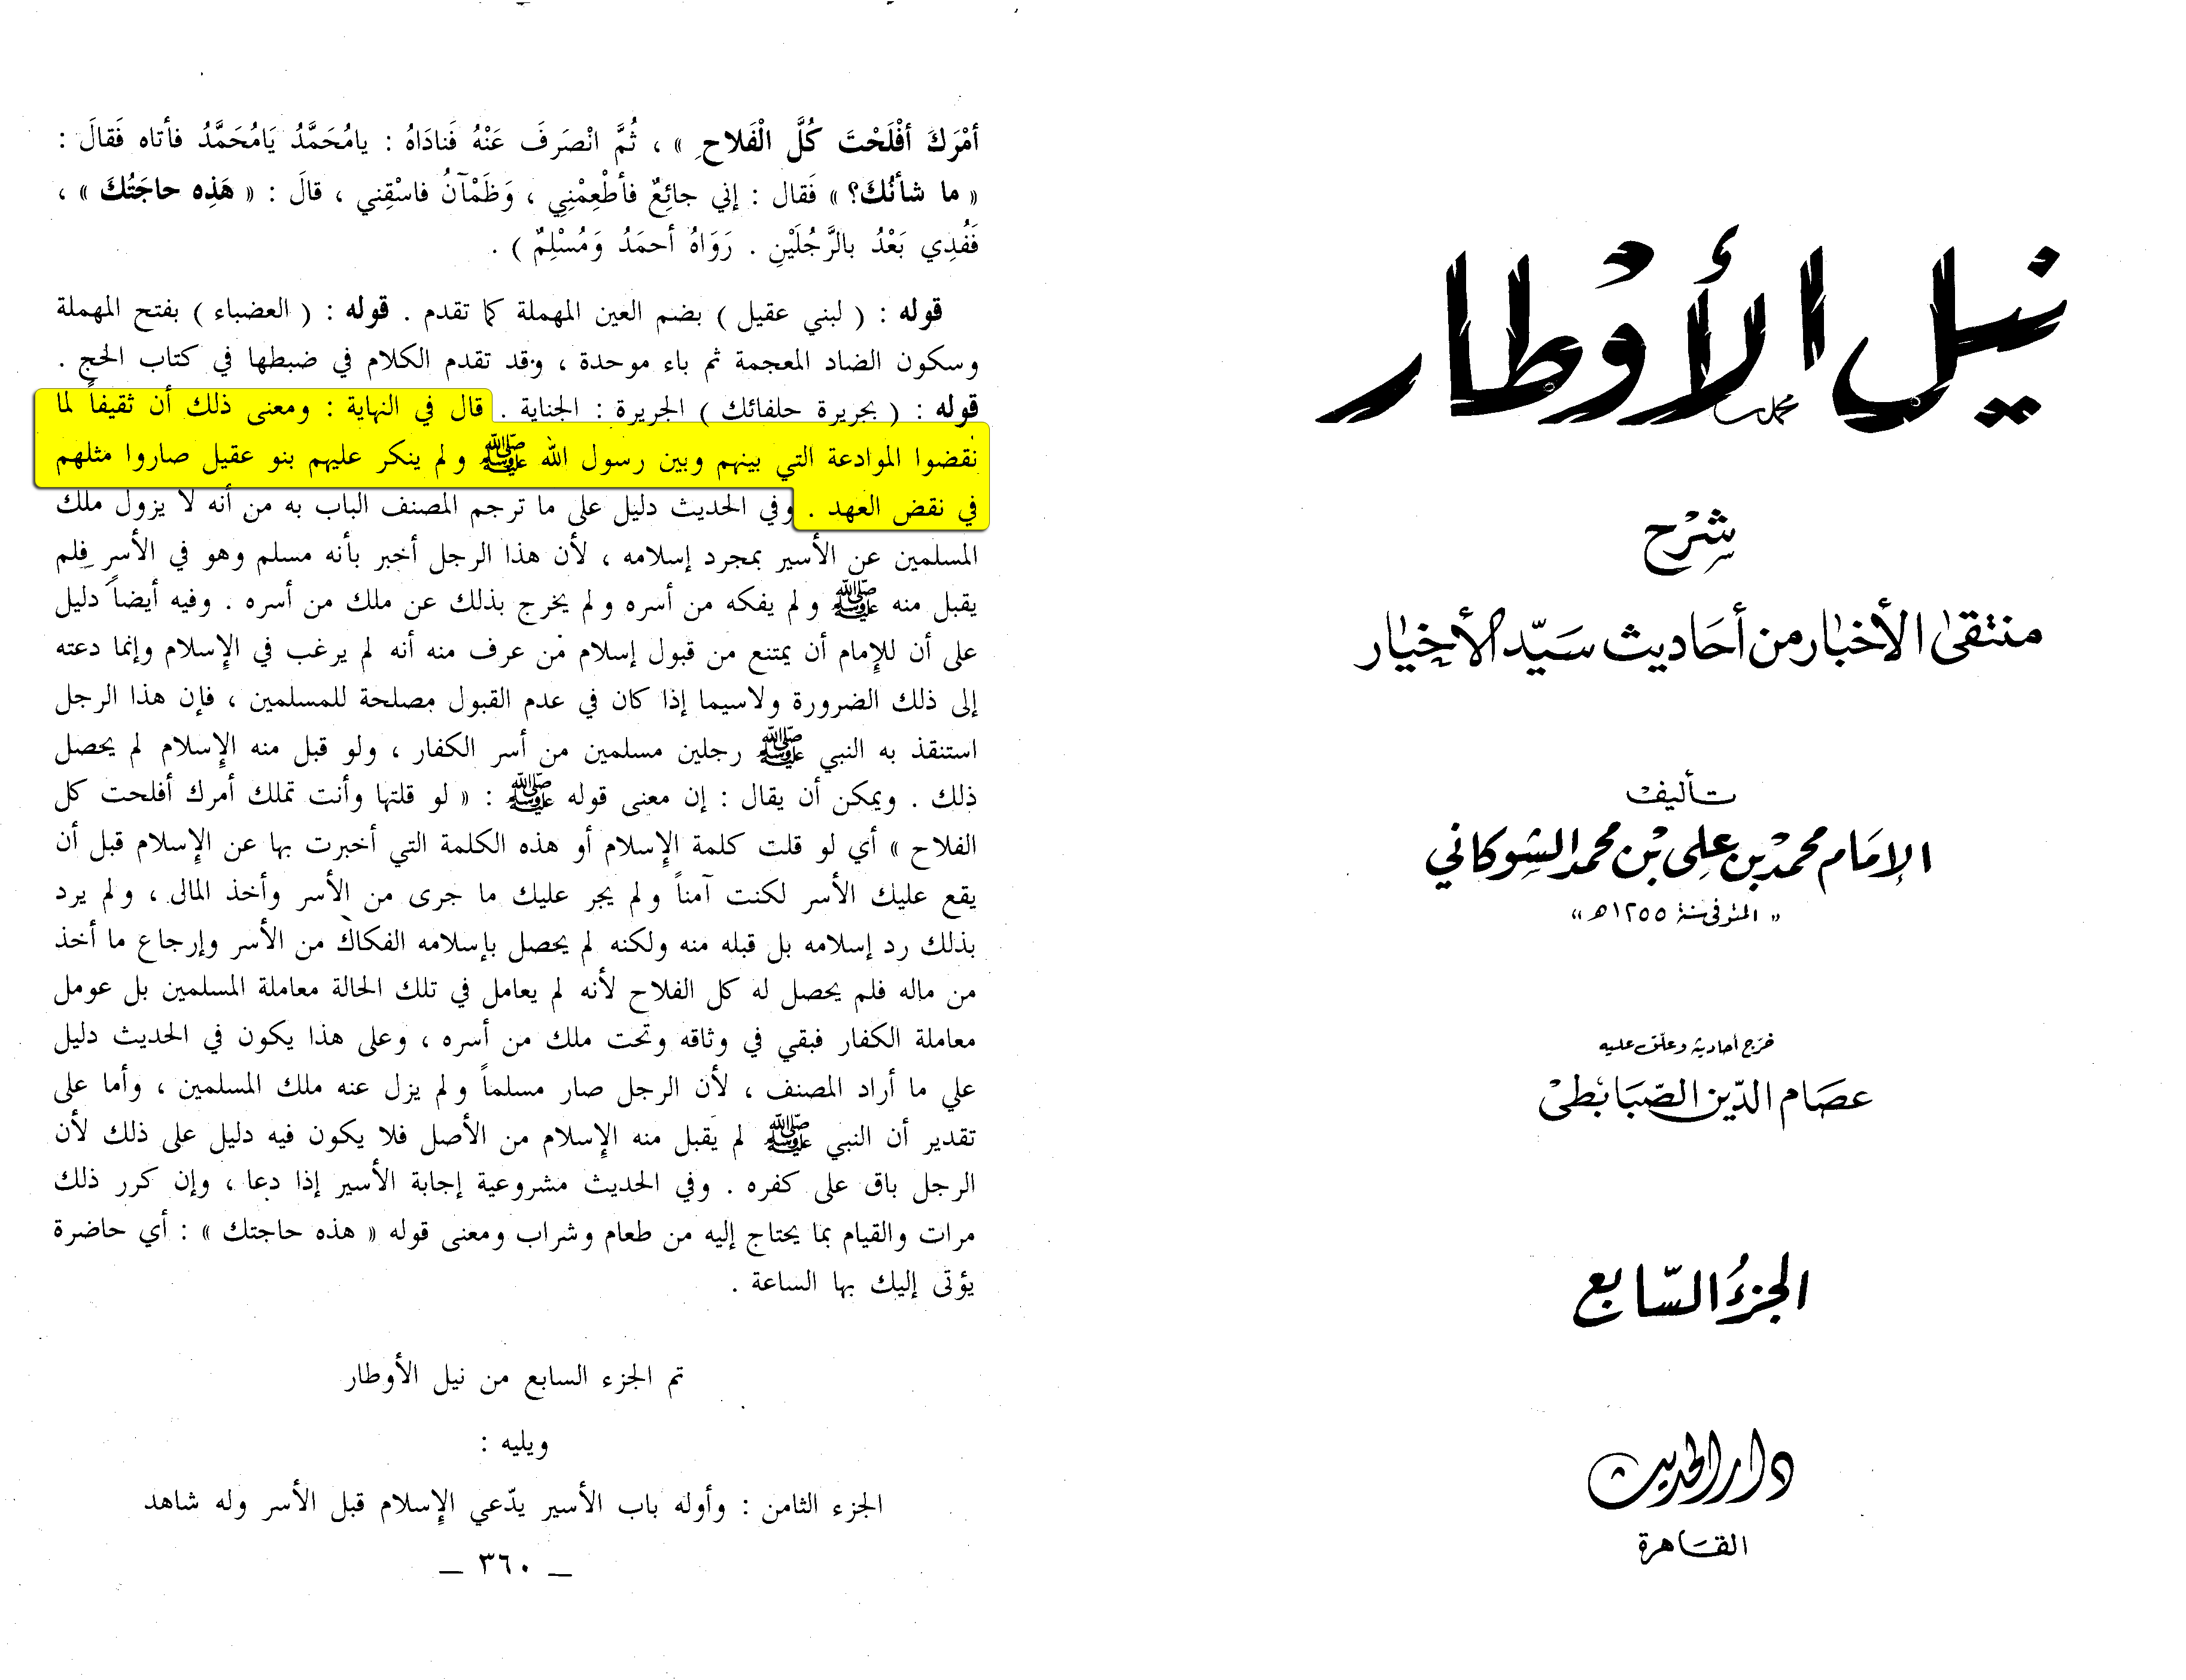 نيل الأوطار
محمد
شرح
منتقى الأخبار من أحاديث سيّد الأخيار
تأليف
الإمام محمد بن علي بن محمد الشوكاني
« المتوفى سنة ١٢٥٥ هـ »
خرّج أحاديثه وعلّق عليه
عصام الدّين الصّبابطي
الجزءُ السّابع
دار الحديث
القاهرة
أمْرَكَ أفْلَحْتَ كُلَّ الْفَلاحِ » ، ثُمَّ انْصَرَفَ عَنْهُ فَنادَاهُ : يامُحَمَّدُ يَامُحَمَّدُ فأتاه فَقالَ :
« ما شأنُكَ؟ » فَقال : إني جائِعٌ فأطْعِمْنِي ، وَظَمْآنُ فاسْقِني ، قالَ : « هَذِه حاجَتُكَ » ،
فَفُدِي بَعْدُ بالرَّجُلَيْنِ . رَوَاهُ أحمَدُ وَمُسْلِمٌ ) .
قوله : ( لبني عقيل ) بضم العين المهملة كما تقدم . قوله : ( العضباء ) بفتح المهملة
وسكون الضاد المعجمة ثم باء موحدة ، وقد تقدم الكلام في ضبطها في كتاب الحج .
قوله : ( بجريرة حلفائك ) الجريرة : الجناية . قال في النهاية : ومعنى ذلك أن ثقيفاً لما
نقضوا الموادعة التي بينهم وبين رسول الله ﷺ ولم ينكر عليهم بنو عقيل صاروا مثلهم
في نقض العهد . وفي الحديث دليل على ما ترجم المصنف الباب به من أنه لا يزول ملك
المسلمين عن الأسير بمجرد إسلامه ، لأن هذا الرجل أخبر بأنه مسلم وهو في الأسر فلم
يقبل منه ﷺ ولم يفكه من أسره ولم يخرج بذلك عن ملك من أسره . وفيه أيضاً دليل
على أن للإمام أن يمتنع من قبول إسلام من عرف منه أنه لم يرغب في الإسلام وإنما دعته
إلى ذلك الضرورة ولاسيما إذا كان في عدم القبول مصلحة للمسلمين ، فإن هذا الرجل
استنقذ به النبي ﷺ رجلين مسلمين من أسر الكفار ، ولو قبل منه الإسلام لم يحصل
ذلك . ويمكن أن يقال : إن معنى قوله ﷺ : « لو قلتها وأنت تملك أمرك أفلحت كل
الفلاح » أي لو قلت كلمة الإسلام أو هذه الكلمة التي أخبرت بها عن الإسلام قبل أن
يقع عليك الأسر لكنت آمناً ولم يجر عليك ما جرى من الأسر وأخذ المال ، ولم يرد
بذلك رد إسلامه بل قبله منه ولكنه لم يحصل بإسلامه الفكاك من الأسر وإرجاع ما أخذ
من ماله فلم يحصل له كل الفلاح لأنه لم يعامل في تلك الحالة معاملة المسلمين بل عومل
معاملة الكفار فبقي في وثاقه وتحت ملك من أسره ، وعلى هذا يكون في الحديث دليل
علي ما أراد المصنف ، لأن الرجل صار مسلماً ولم يزل عنه ملك المسلمين ، وأما على
تقدير أن النبي ﷺ لم يَقبل منه الإسلام من الأصل فلا يكون فيه دليل على ذلك لأن
الرجل باق على كفره . وفي الحديث مشروعية إجابة الأسير إذا دعا ، وإن كرر ذلك
مرات والقيام بما يحتاج إليه من طعام وشراب ومعنى قوله « هذه حاجتك » : أي حاضرة
يؤتى إليك بها الساعة .
تم الجزء السابع من نيل الأوطار
ويليه :
الجزء الثامن : وأوله باب الأسير يدّعي الإسلام قبل الأسر وله شاهد
ـ ٣٦٠ ـ